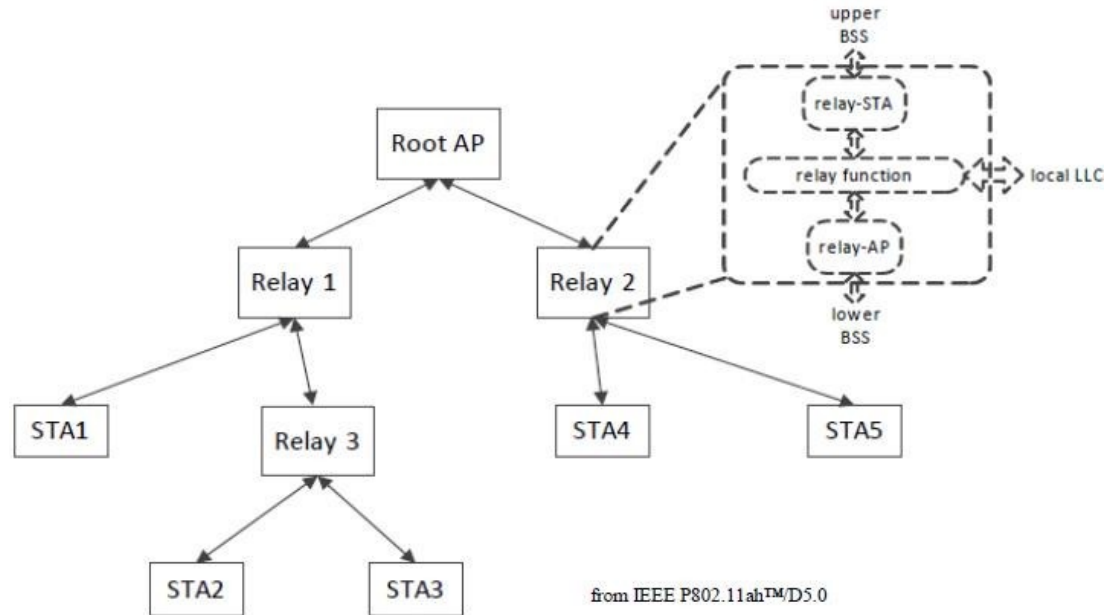 upper
BSS
relay-STA
Root AP
relay function
local LLC
relay-AP
Relay 1
Relay 2
lower
BSS
STA1
Relay 3
STA4
STA5
STA2
STA3
from IEEE P802.11ah™/D5.0